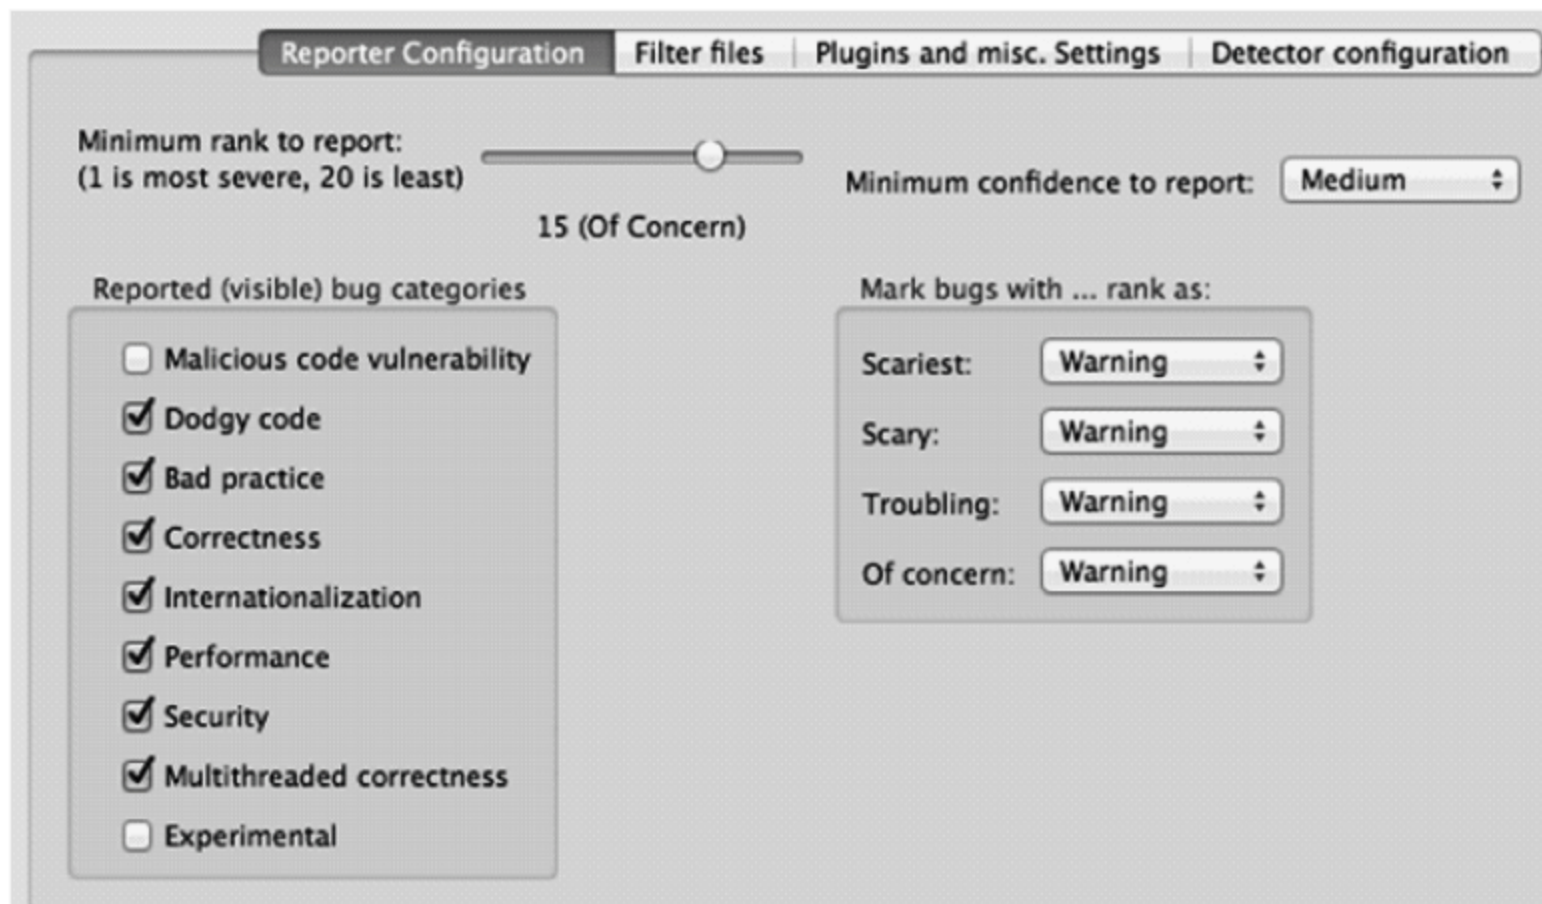 Reporter Configuration Filter files Plugins and misc. Settings Detector configuration
Minimum rank to report:
(1 is most severe, 20 is least)
15 (Of Concern)
Minimum confidence to report: Medium
Reported (visible) bug categories
Malicious code vulnerability
Dodgy code
Bad practice
Correctness
Internationalization
Performance
Security
Multithreaded correctness
Experimental
Mark bugs with ... rank as:
Scariest: Warning
Scary: Warning
Troubling: Warning
Of concern: Warning